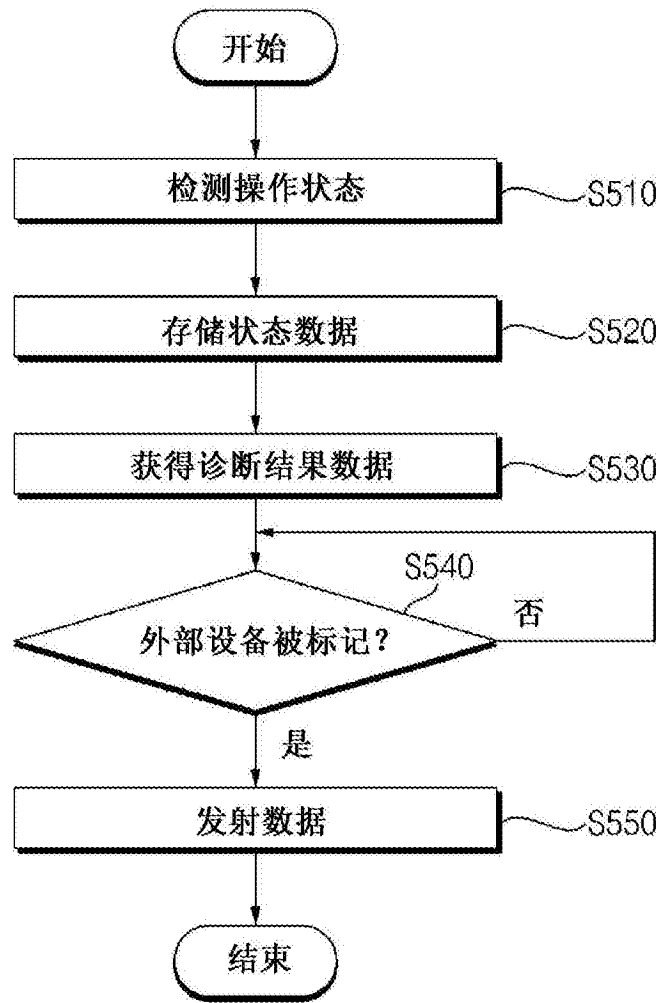 开始
检测操作状态
S510
存储状态数据
S520
获得诊断结果数据
S530
S540
外部设备被标记?
否
是
发射数据
S550
结束